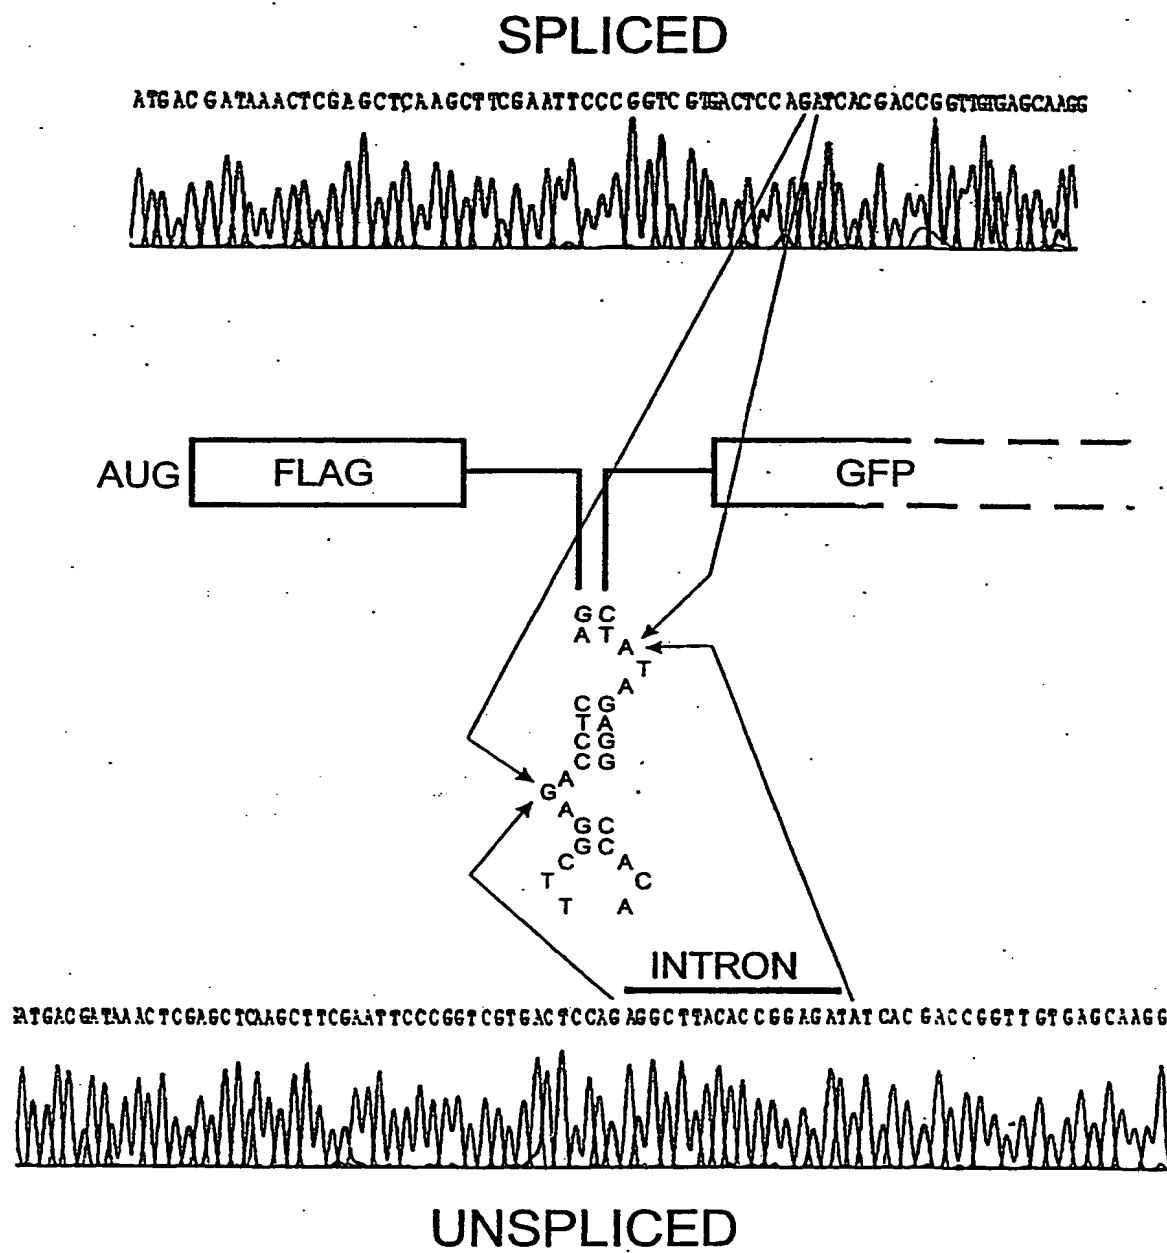 SPLICED
ATGACGATAAACTCGAGCTCAAGCTTCGAATTCCCGGTCGTGACTCCAGATCACGACCGGTTGTGAGCAAGG
AUG FLAG GFP
G C
A T A
T
A
C G
T A
C G
C G
A
G
A
G C
G C
C A
T C
T A
INTRON
ATGACGATAAACTCGAGCTCAAGCTTCGAATTCCCGGTCGTGACTCCAGAGGCTTACACCGGAGATATCACGACCGGTTGTGAGCAAGG
UNSPLICED